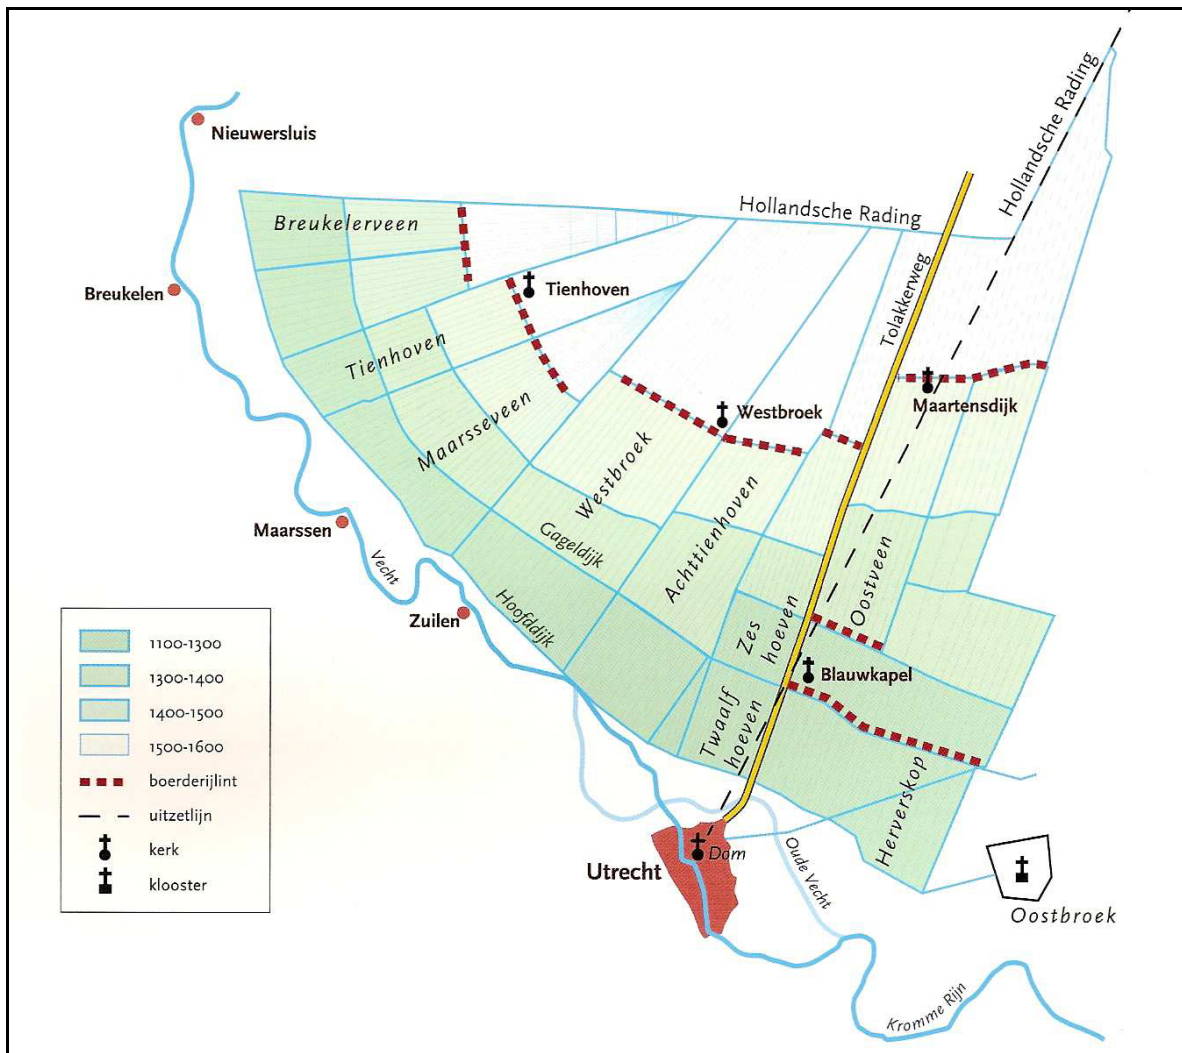 Nieuwersluis
Hollandsche Rading
Hollandsche Rading
Breukelerveen
Breukelen
Tienhoven
Tolakkerweg
Tienhoven
Maartensdijk
Westbroek
Maarsseveen
Westbroek
Maarssen
Vecht
Gageldijk
Achttienhoven
Oostveen
Zuilen
Hoofddijk
Zes
hoeven
Blauwkapel
Twaalf
hoeven
Herverskop
1100-1300
1300-1400
1400-1500
1500-1600
boerderijlint
uitzetlijn
kerk
klooster
Utrecht
Dom
Oude Vecht
Oostbroek
Kromme Rijn